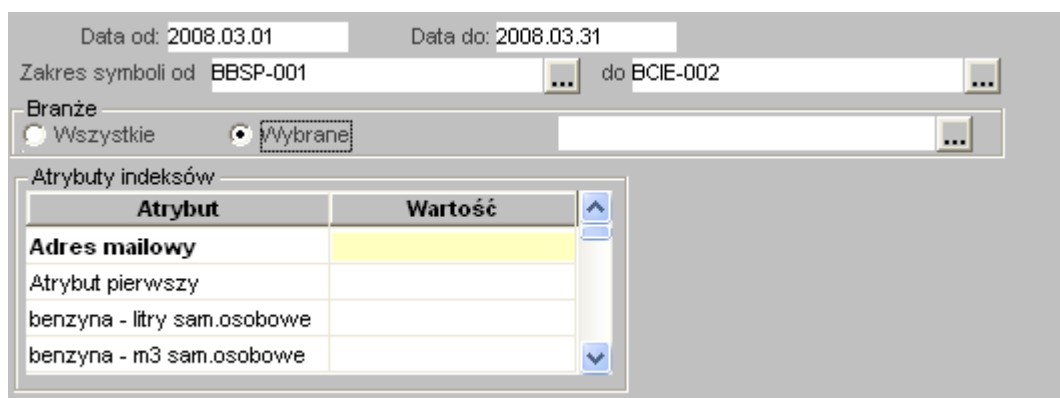 Data od: 2008.03.01 Data do: 2008.03.31
Zakres symboli od BBSP-001 ... do BCIE-002 ...
Branże
Wszystkie Wybrane ...
Atrybuty indeksów
Atrybut Wartość
Adres mailowy
Atrybut pierwszy
benzyna - litry sam.osobowe
benzyna - m3 sam.osobowe